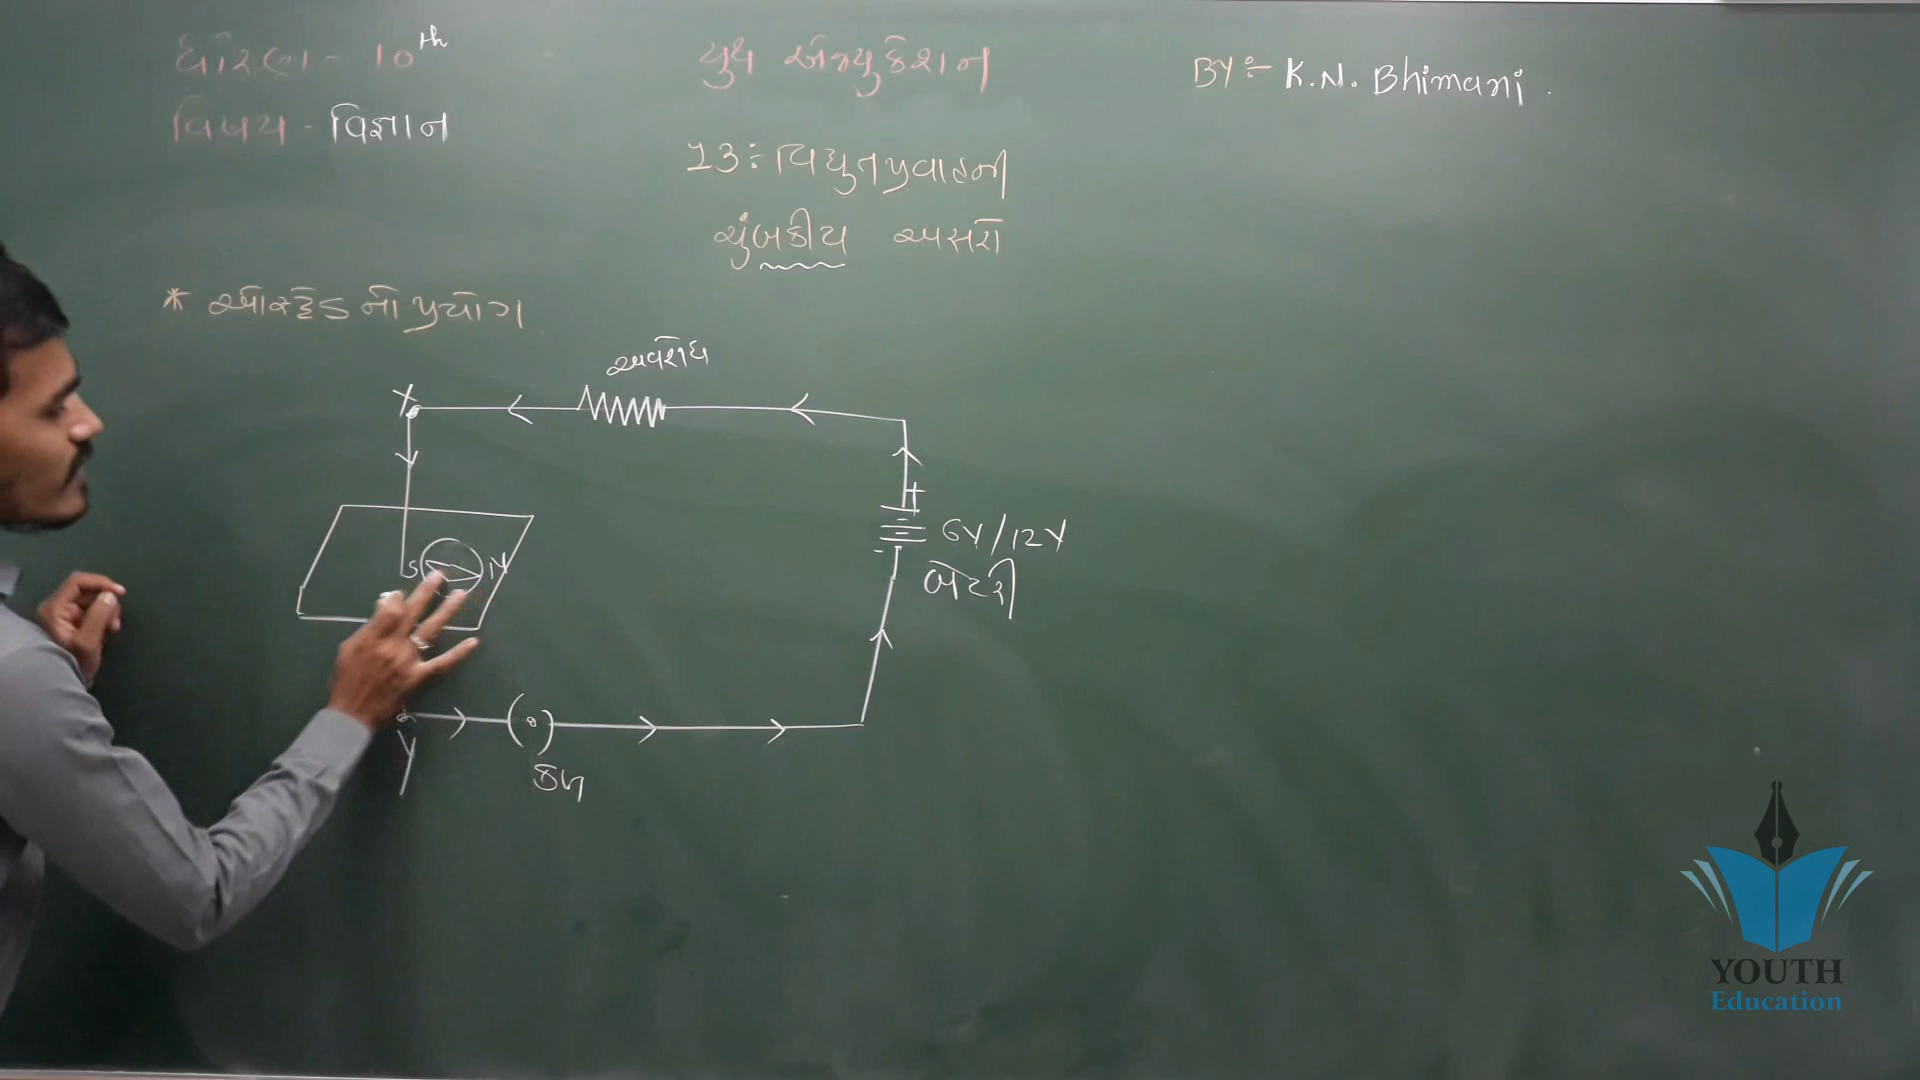 ધોરણ - 10th
વિષય - વિજ્ઞાન
યુથ એજ્યુકેશન
BY :- K.N. Bhimani.
13 : વિદ્યુતપ્રવાહની
ચુંબકીય અસરો
* ઓરસ્ટેડનો પ્રયોગ
અવરોધ
X
+
-
6V/12V
બેટરી
S
N
Y
કળ
YOUTH
Education